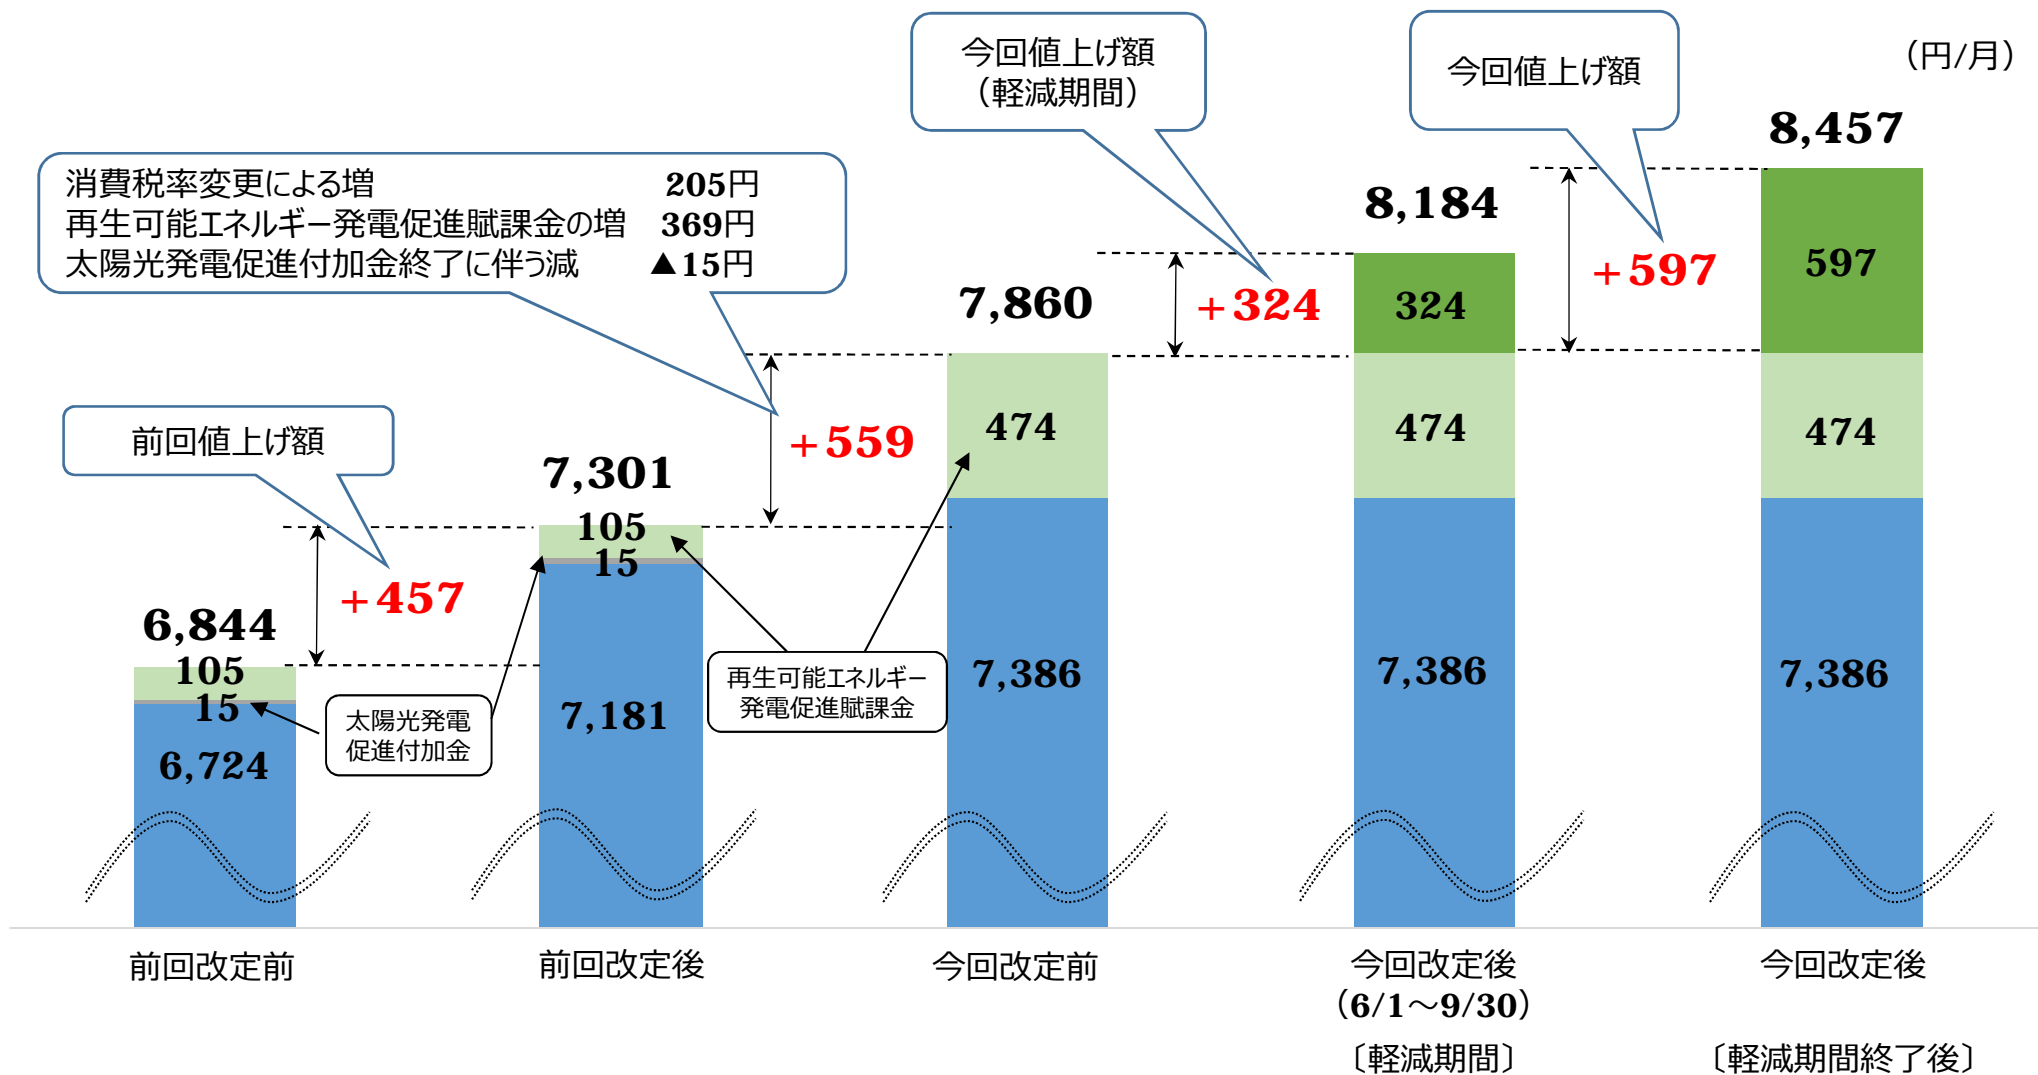 （円/月）
今回値上げ額
（軽減期間）
今回値上げ額
消費税率変更による増 205円
再生可能エネルギー発電促進賦課金の増 369円
太陽光発電促進付加金終了に伴う減 ▲15円
前回値上げ額
6,844
105
15
6,724
+457
太陽光発電
促進付加金
7,301
105
15
7,181
+559
再生可能エネルギー
発電促進賦課金
7,860
474
7,386
+324
8,184
324
474
7,386
+597
8,457
597
474
7,386
前回改定前
前回改定後
今回改定前
今回改定後
（6/1～9/30）
〔軽減期間〕
今回改定後
〔軽減期間終了後〕